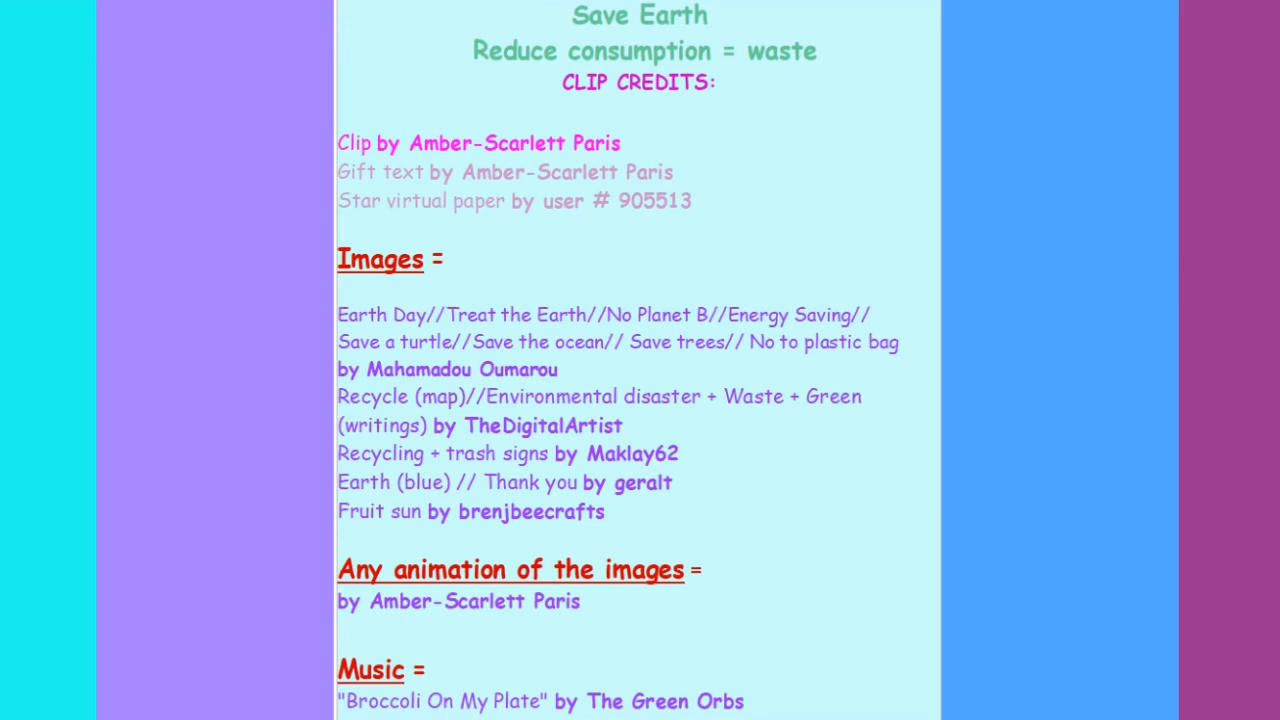 Save Earth
Reduce consumption = waste
CLIP CREDITS:
Clip by Amber-Scarlett Paris
Gift text by Amber-Scarlett Paris
Star virtual paper by user # 905513
Images =
Earth Day//Treat the Earth//No Planet B//Energy Saving//
Save a turtle//Save the ocean// Save trees// No to plastic bag
by Mahamadou Oumarou
Recycle (map)//Environmental disaster + Waste + Green
(writings) by TheDigitalArtist
Recycling + trash signs by Maklay62
Earth (blue) // Thank you by geralt
Fruit sun by brenjbeecrafts
Any animation of the images =
by Amber-Scarlett Paris
Music =
"Broccoli On My Plate" by The Green Orbs